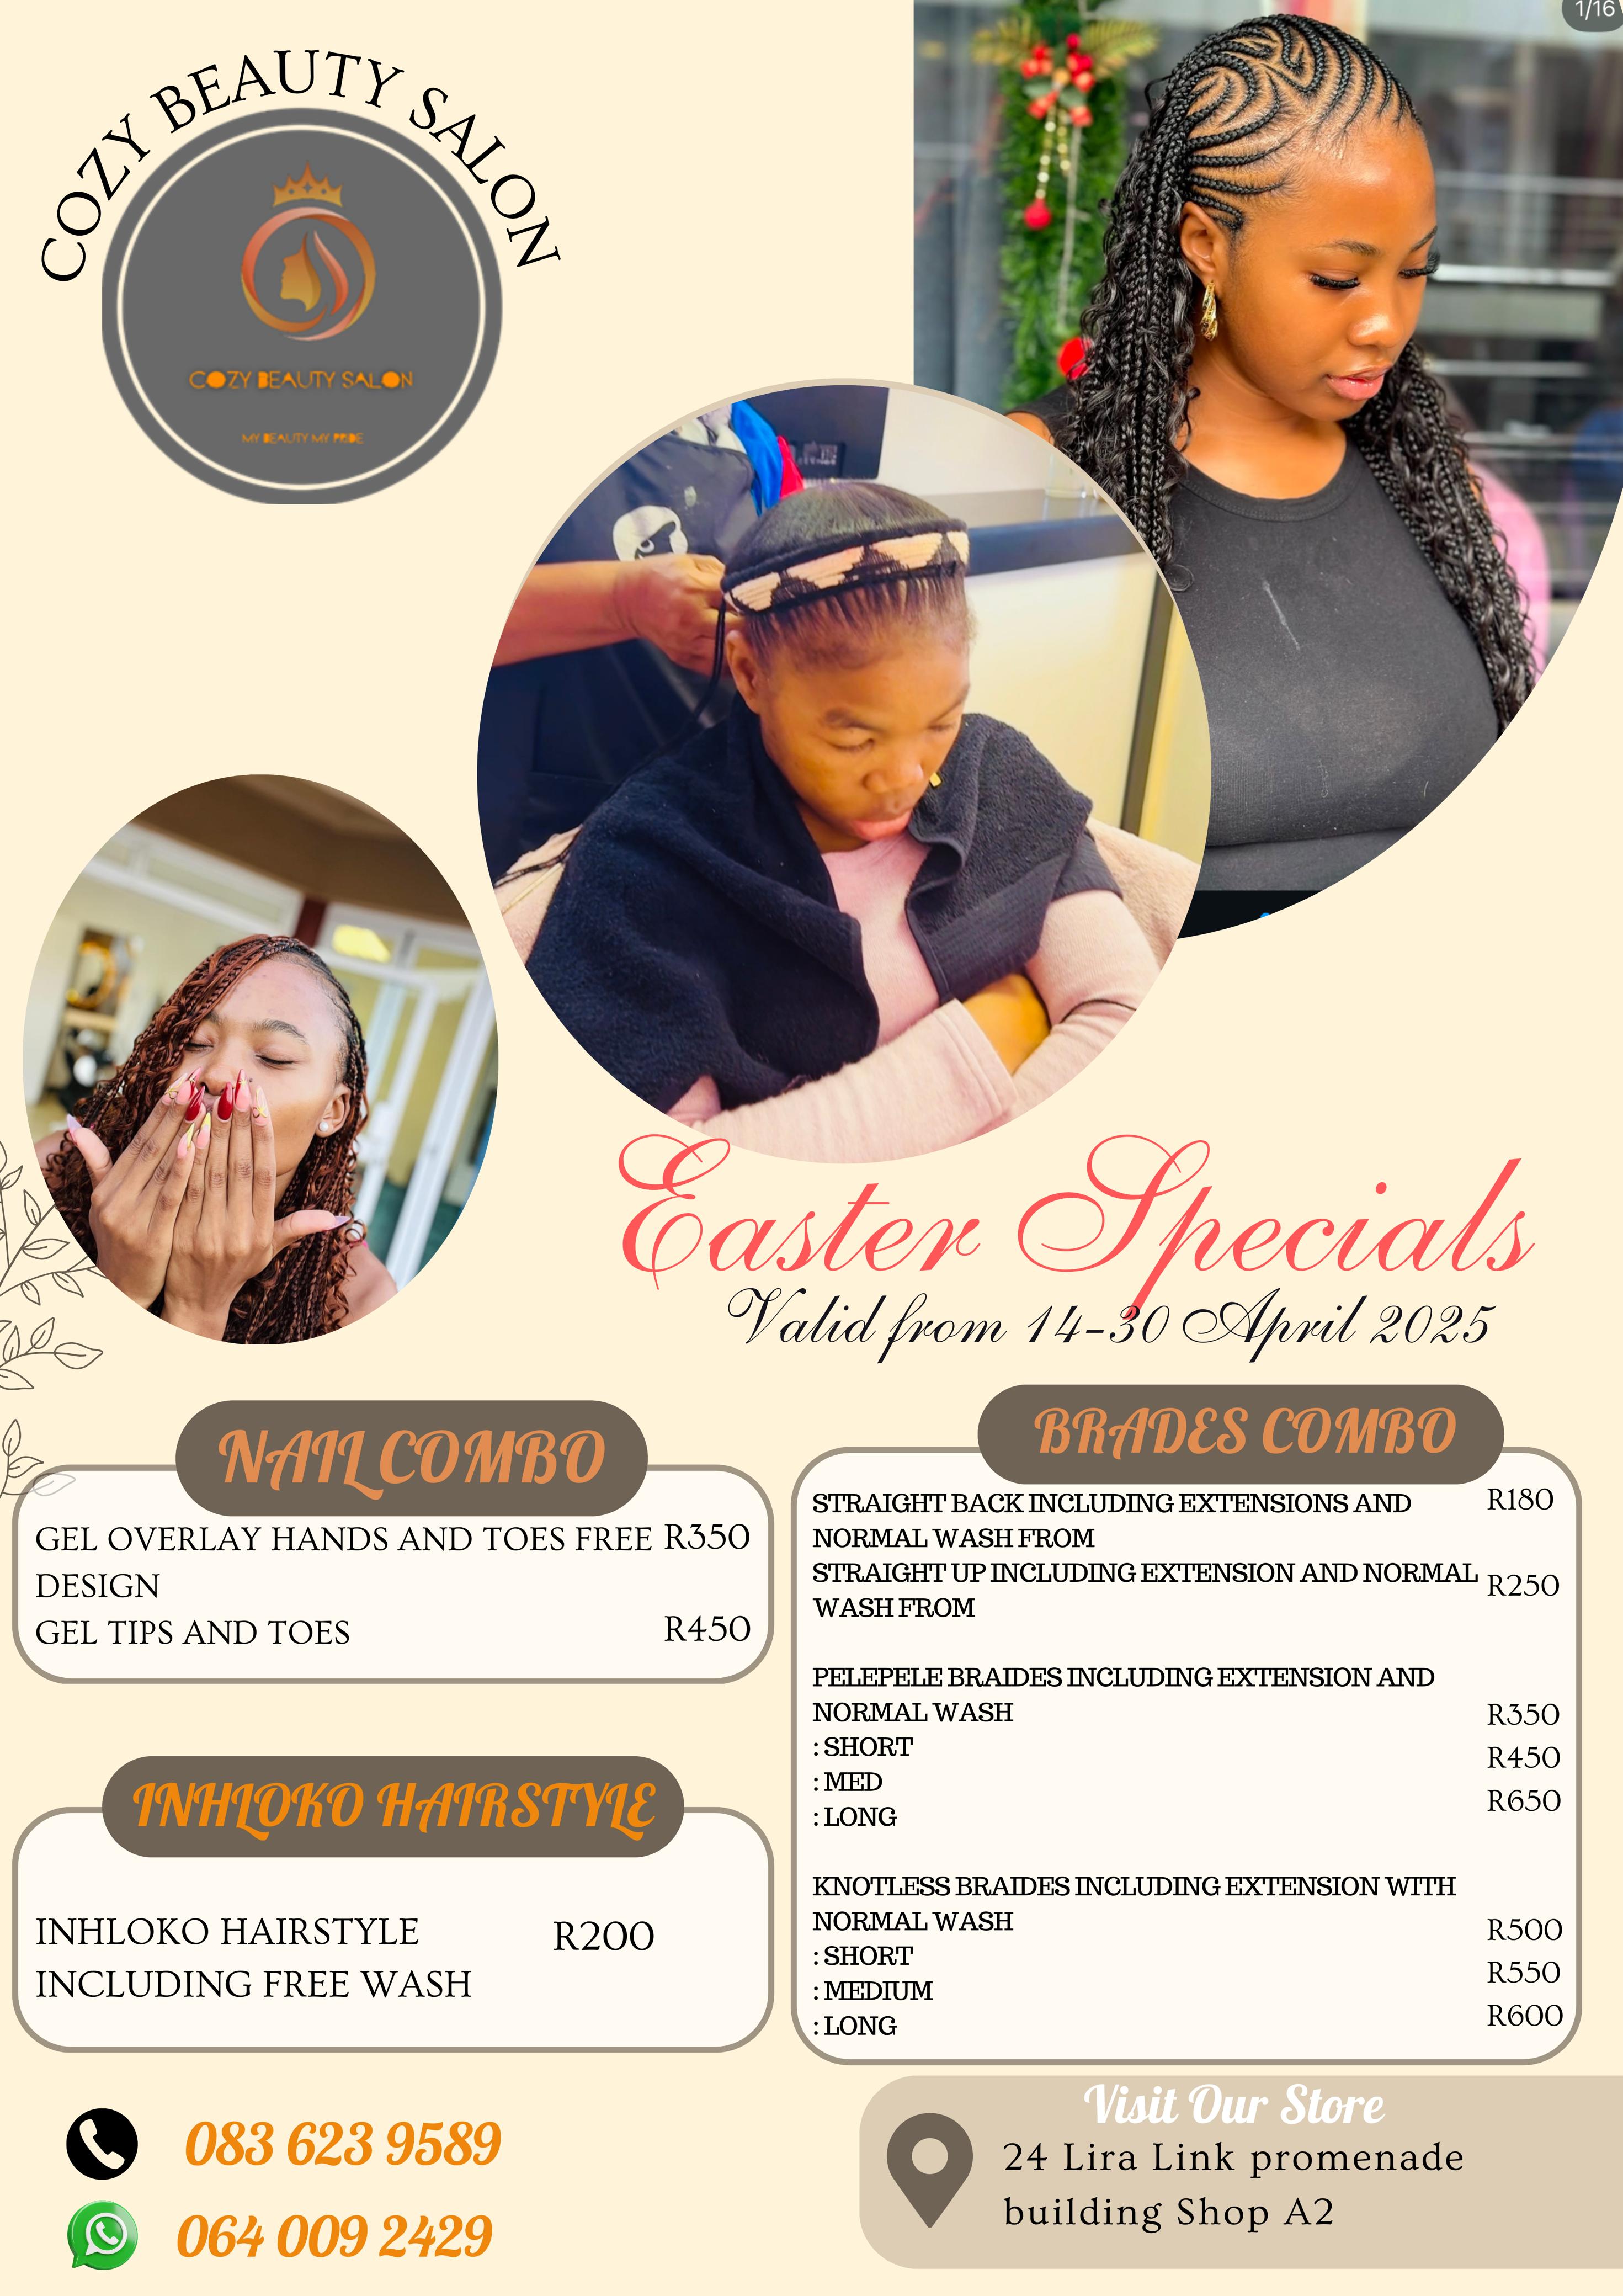 1/16
COZY BEAUTY SALON
COZY BEAUTY SALON
MY BEAUTY MY PRIDE
Easter Specials
Valid from 14-30 April 2025
NAIL COMBO
GEL OVERLAY HANDS AND TOES FREE R350
DESIGN
GEL TIPS AND TOES R450
INHLOKO HAIRSTYLE
INHLOKO HAIRSTYLE R200
INCLUDING FREE WASH
BRADES COMBO
STRAIGHT BACK INCLUDING EXTENSIONS AND R180
NORMAL WASH FROM
STRAIGHT UP INCLUDING EXTENSION AND NORMAL R250
WASH FROM
PELEPELE BRAIDES INCLUDING EXTENSION AND
NORMAL WASH
: SHORT R350
: MED R450
: LONG R650
KNOTLESS BRAIDES INCLUDING EXTENSION WITH
NORMAL WASH
: SHORT R500
: MEDIUM R550
: LONG R600
083 623 9589
064 009 2429
Visit Our Store
24 Lira Link promenade
building Shop A2